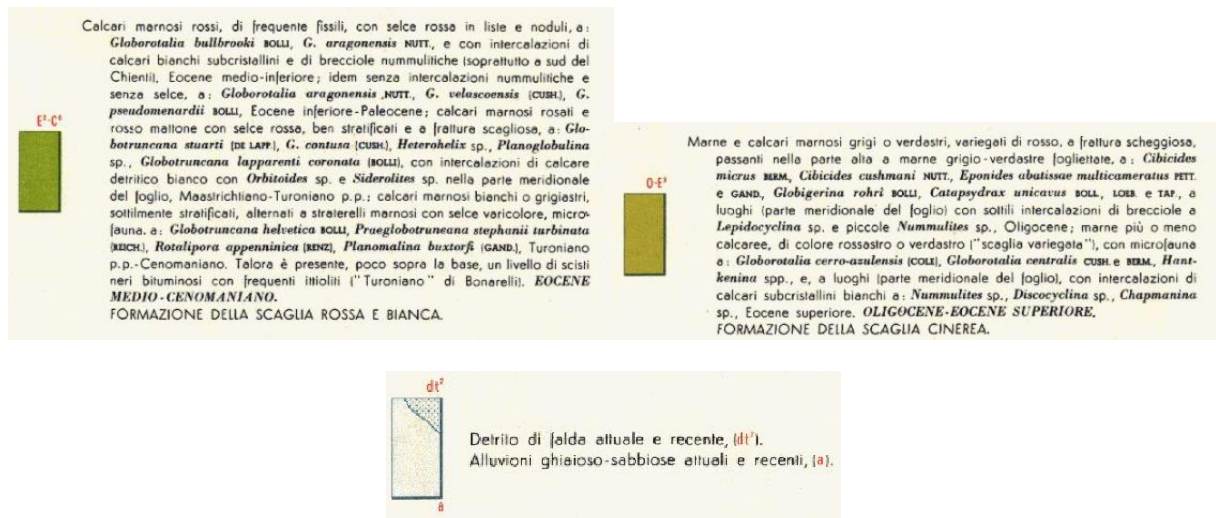 Calcari marnosi rossi, di frequente fissili, con selce rossa in liste e noduli, a:
Globorotalia bullbrooki BOLLI, G. aragonensis NUTT., e con intercalazioni di
calcari bianchi subcristallini e di brecciole nummulitiche (soprattutto a sud del
Chienti), Eocene medio-inferiore; idem senza intercalazioni nummulitiche e
senza selce, a: Globorotalia aragonensis NUTT., G. velascoensis (CUSH.), G.
pseudomenardii BOLLI, Eocene inferiore-Paleocene; calcari marnosi rosati e
rosso mattone con selce rossa, ben stratificati e a frattura scagliosa, a: Glo-
botruncana stuarti (DE LAPP.), G. contusa (CUSH.), Heterohelix sp., Planoglobulina
sp., Globotruncana lapparenti coronata (BOLLI), con intercalazioni di calcare
detritico bianco con Orbitoides sp. e Siderolites sp. nella parte meridionale
del foglio, Maastrichtiano-Turoniano p.p.; calcari marnosi bianchi o grigiastri,
sottilmente stratificati, alternati a straterelli marnosi con selce varicolore, micro-
fauna. a: Globotruncana helvetica BOLLI, Praeglobotruneana stephanii turbinata
(REICH.), Rotalipora appenninica (RENZ), Planomalina buxtorfi (GAND.), Turoniano
p.p.-Cenomaniano. Talora è presente, poco sopra la base, un livello di scisti
neri bituminosi con frequenti ittioliti ("Turoniano" di Bonarelli). EOCENE
MEDIO-CENOMANIANO.
FORMAZIONE DELLA SCAGLIA ROSSA E BIANCA.
E²-C⁶
Marne e calcari marnosi grigi o verdastri, variegati di rosso, a frattura scheggiosa,
passanti nella parte alta a marne grigio-verdastre fogliettate, a: Cibicides
micrus BERM., Cibicides cushmani NUTT., Eponides abatissae multicameratus PETT.
e GAND., Globigerina rohri BOLLI, Catapsydrax unicavus BOLL., LOEB. e TAP., a
luoghi (parte meridionale del foglio) con sottili intercalazioni di brecciole a
Lepidocyclina sp. e piccole Nummulites sp., Oligocene; marne più o meno
calcaree, di colore rossastro o verdastro ("scaglia variegata"), con microfauna
a: Globorotalia cerro-azulensis (COLE), Globorotalia centralis CUSH. e BERM., Hant-
kenina spp., e, a luoghi (parte meridionale del foglio), con intercalazioni di
calcari subcristallini bianchi a: Nummulites sp., Discocyclina sp., Chapmanina
sp., Eocene superiore. OLIGOCENE-EOCENE SUPERIORE.
FORMAZIONE DELLA SCAGLIA CINEREA.
O-E³
dt²
Detrito di falda attuale e recente, (dt²).
Alluvioni ghiaioso-sabbiose attuali e recenti, (a).
a